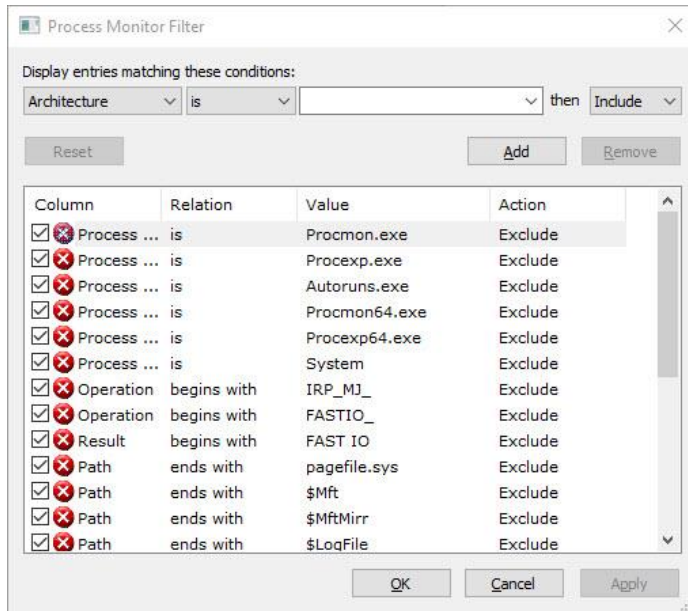 Process Monitor Filter
Display entries matching these conditions:
Architecture is then Include
Reset Add Remove
Column Relation Value Action
Process ... is Procmon.exe Exclude
Process ... is Procexp.exe Exclude
Process ... is Autoruns.exe Exclude
Process ... is Procmon64.exe Exclude
Process ... is Procexp64.exe Exclude
Process ... is System Exclude
Operation begins with IRP_MJ_ Exclude
Operation begins with FASTIO_ Exclude
Result begins with FAST IO Exclude
Path ends with pagefile.sys Exclude
Path ends with $Mft Exclude
Path ends with $MftMirr Exclude
Path ends with $LogFile Exclude
OK Cancel Apply